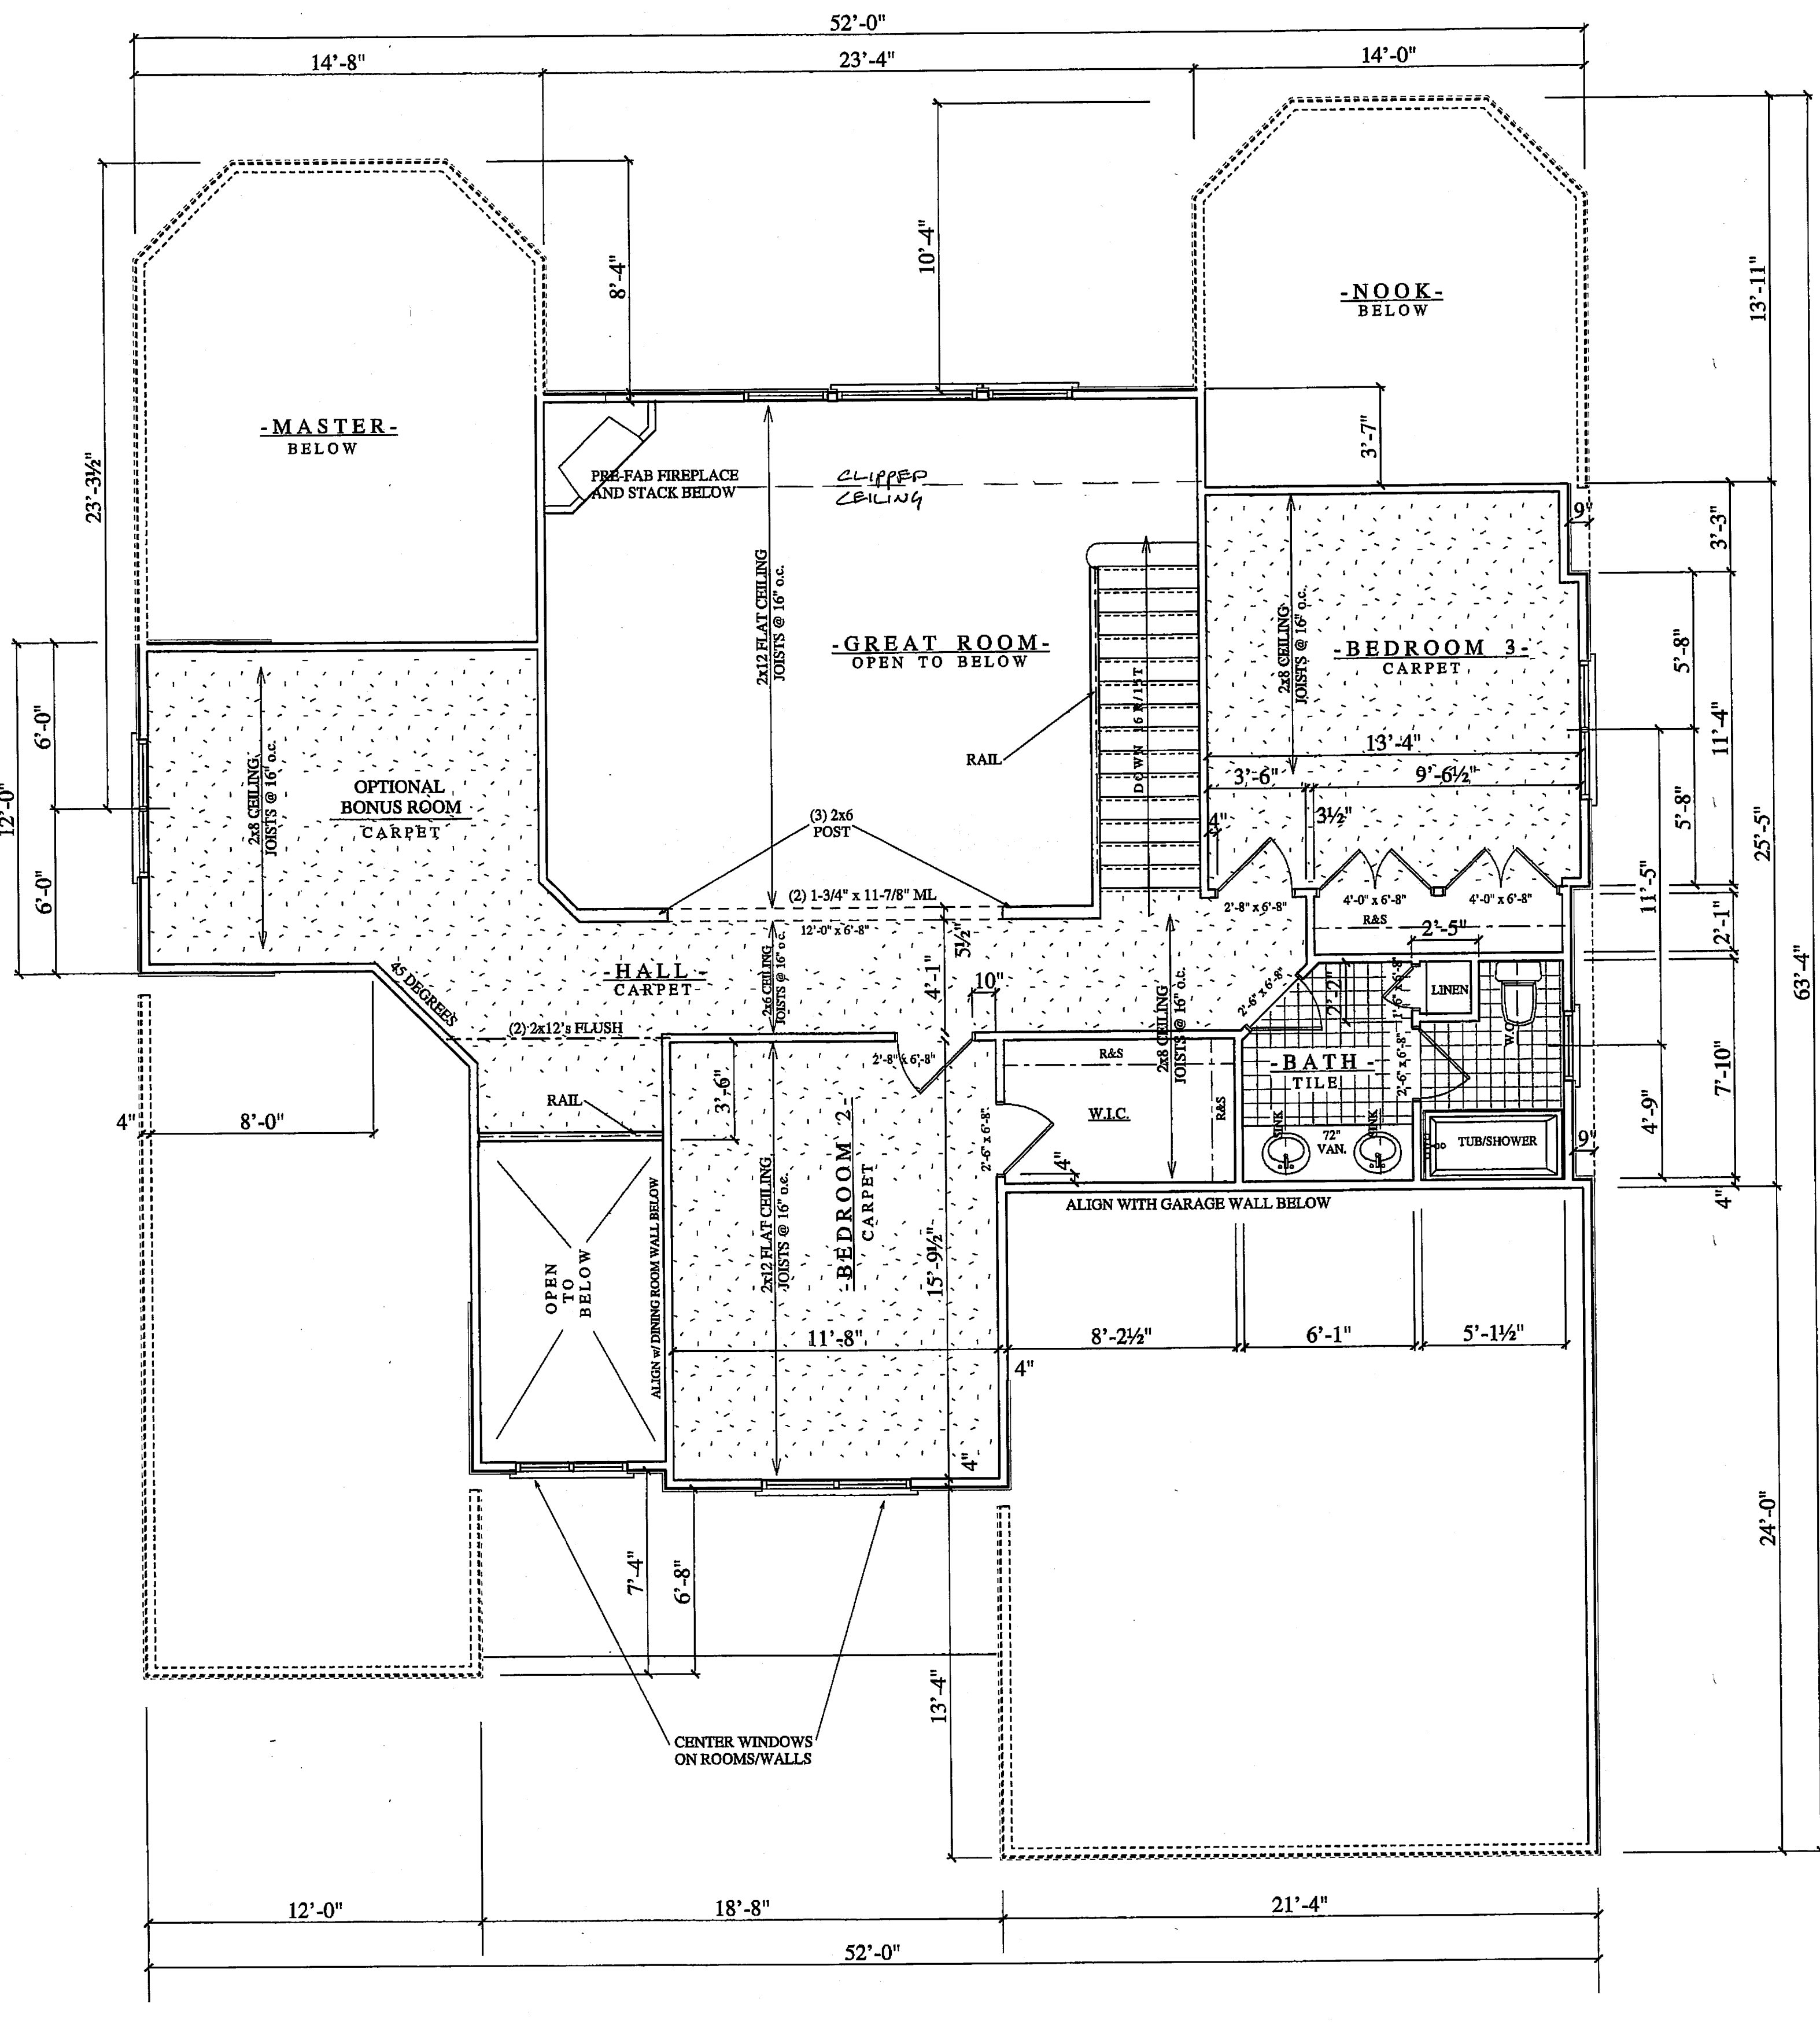 52'-0"
14'-8"
23'-4"
14'-0"
10'-4"
8'-4"
13'-11"
-NOOK-
BELOW
3'-7"
-MASTER-
BELOW
23'-3½"
PRE-FAB FIREPLACE
AND STACK BELOW
CLIPPED
CEILING
9"
3'-3"
2x12 FLAT CEILING
JOISTS @ 16" o.c.
-GREAT ROOM-
OPEN TO BELOW
RAIL
DOWN 16 R/15T
2x8 CEILING
JOISTS @ 16" o.c.
-BEDROOM 3-
CARPET
13'-4"
3'-6"
9'-6½"
3½"
4"
5'-8"
5'-8"
11'-4"
11'-5"
25'-5"
63'-4"
6'-0"
6'-0"
12'-0"
2x8 CEILING
JOISTS @ 16" o.c.
OPTIONAL
BONUS ROOM
CARPET
(3) 2x6
POST
(2) 1-3/4" x 11-7/8" ML
12'-0" x 6'-8"
5½"
2'-8" x 6'-8"
4'-0" x 6'-8"
4'-0" x 6'-8"
R&S
2'-5"
2'-1"
45 DEGREES
-HALL-
CARPET
2x6 CEILING
JOISTS @ 16" o.c.
4'-1"
10"
2x8 CEILING
JOISTS @ 16" o.c.
2'-6" x 6'-8"
2'-2"
1'-6" x 6'-8"
LINEN
W.C.
(2) 2x12's FLUSH
2'-8" x 6'-8"
R&S
R&S
-BATH-
TILE
2'-6" x 6'-8"
7'-10"
4'-9"
3'-6"
RAIL
4"
8'-0"
W.I.C.
2'-6" x 6'-8"
4"
SINK
72"
VAN.
SINK
TUB/SHOWER
9"
4"
ALIGN WITH GARAGE WALL BELOW
OPEN
TO
BELOW
ALIGN w/ DINING ROOM WALL BELOW
2x12 FLAT CEILING
JOISTS @ 16" o.c.
-BEDROOM 2-
CARPET
15'-9½"
11'-8"
4"
8'-2½"
6'-1"
5'-1½"
4"
7'-4"
6'-8"
13'-4"
24'-0"
CENTER WINDOWS
ON ROOMS/WALLS
12'-0"
18'-8"
21'-4"
52'-0"